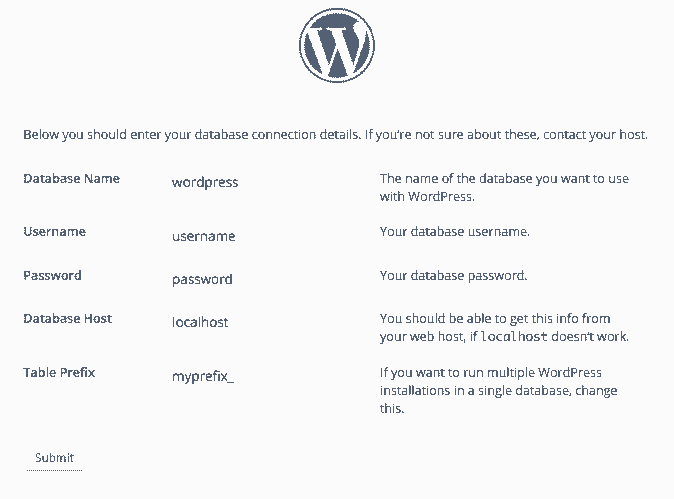 W
Below you should enter your database connection details. If you're not sure about these, contact your host.
Database Name wordpress The name of the database you want to use
with WordPress.
Username username Your database username.
Password password Your database password.
Database Host localhost You should be able to get this info from
your web host, if localhost doesn't work.
Table Prefix myprefix_ If you want to run multiple WordPress
installations in a single database, change
this.
Submit